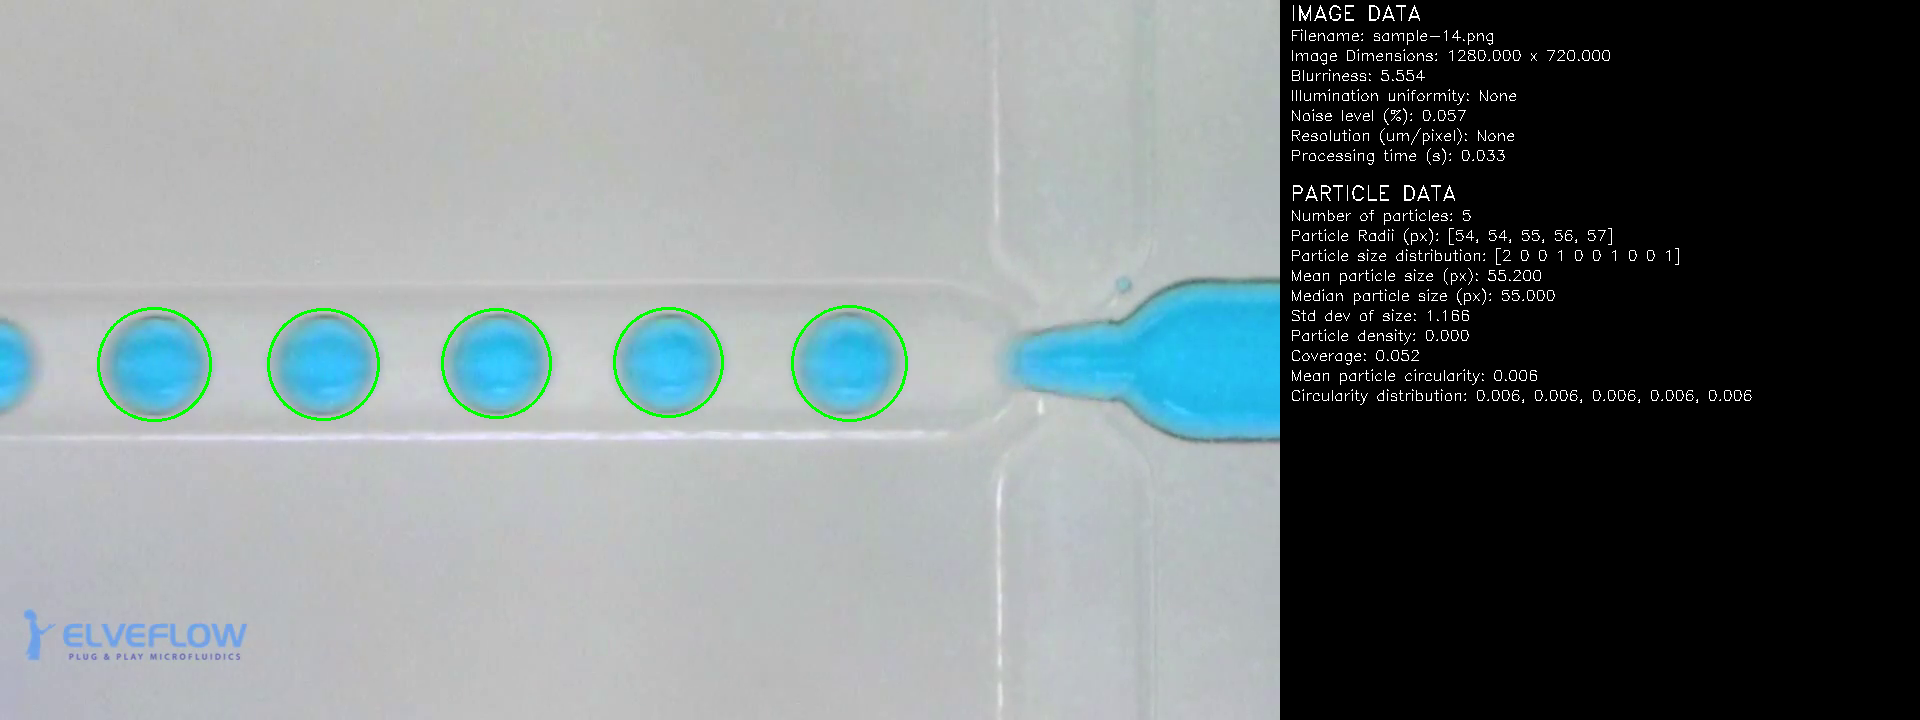 IMAGE DATA
Filename: sample-14.png
Image Dimensions: 1280.000 x 720.000
Blurriness: 5.554
Illumination uniformity: None
Noise level (%): 0.057
Resolution (um/pixel): None
Processing time (s): 0.033
PARTICLE DATA
Number of particles: 5
Particle Radii (px): [54, 54, 55, 56, 57]
Particle size distribution: [2 0 0 1 0 0 1 0 0 1]
Mean particle size (px): 55.200
Median particle size (px): 55.000
Std dev of size: 1.166
Particle density: 0.000
Coverage: 0.052
Mean particle circularity: 0.006
Circularity distribution: 0.006, 0.006, 0.006, 0.006, 0.006
ELVEFLOW
PLUG & PLAY MICROFLUIDICS